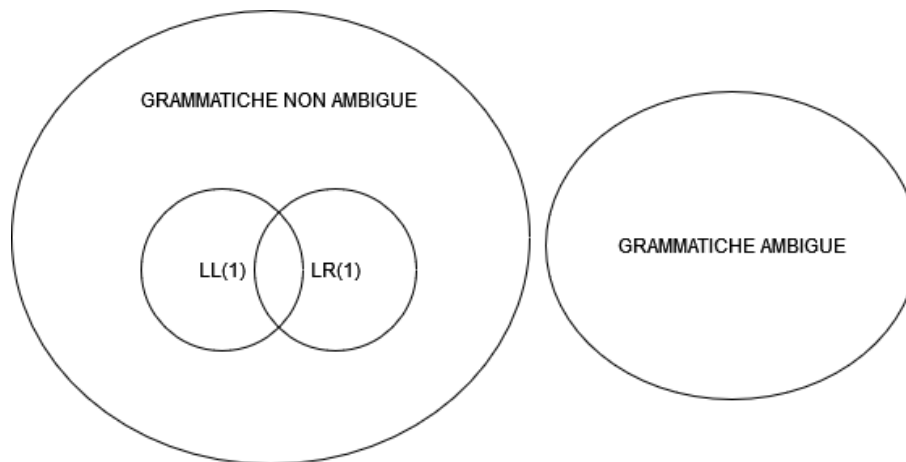 GRAMMATICHE NON AMBIGUE
GRAMMATICHE AMBIGUE
LL(1)
LR(1)